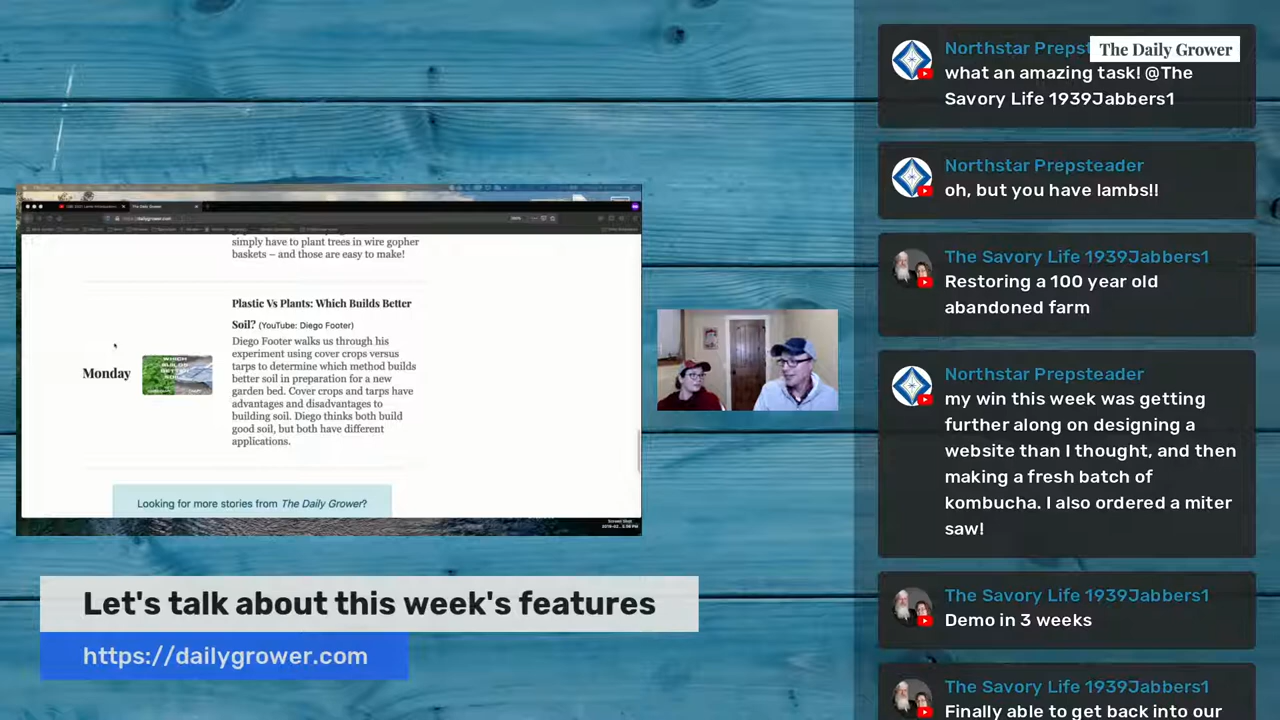 simply have to plant trees in wire gopher
baskets – and those are easy to make!
Plastic Vs Plants: Which Builds Better
Soil? (YouTube: Diego Footer)
Monday
WHICH
BUILDS
BETTER
SOIL?
Diego Footer walks us through his
experiment using cover crops versus
tarps to determine which method builds
better soil in preparation for a new
garden bed. Cover crops and tarps have
advantages and disadvantages to
building soil. Diego thinks both build
good soil, but both have different
applications.
Looking for more stories from The Daily Grower?
Let's talk about this week's features
https://dailygrower.com
The Daily Grower
Northstar Preps
what an amazing task! @The
Savory Life 1939Jabbers1
Northstar Prepsteader
oh, but you have lambs!!
The Savory Life 1939Jabbers1
Restoring a 100 year old
abandoned farm
Northstar Prepsteader
my win this week was getting
further along on designing a
website than I thought, and then
making a fresh batch of
kombucha. I also ordered a miter
saw!
The Savory Life 1939Jabbers1
Demo in 3 weeks
The Savory Life 1939Jabbers1
Finally able to get back into our